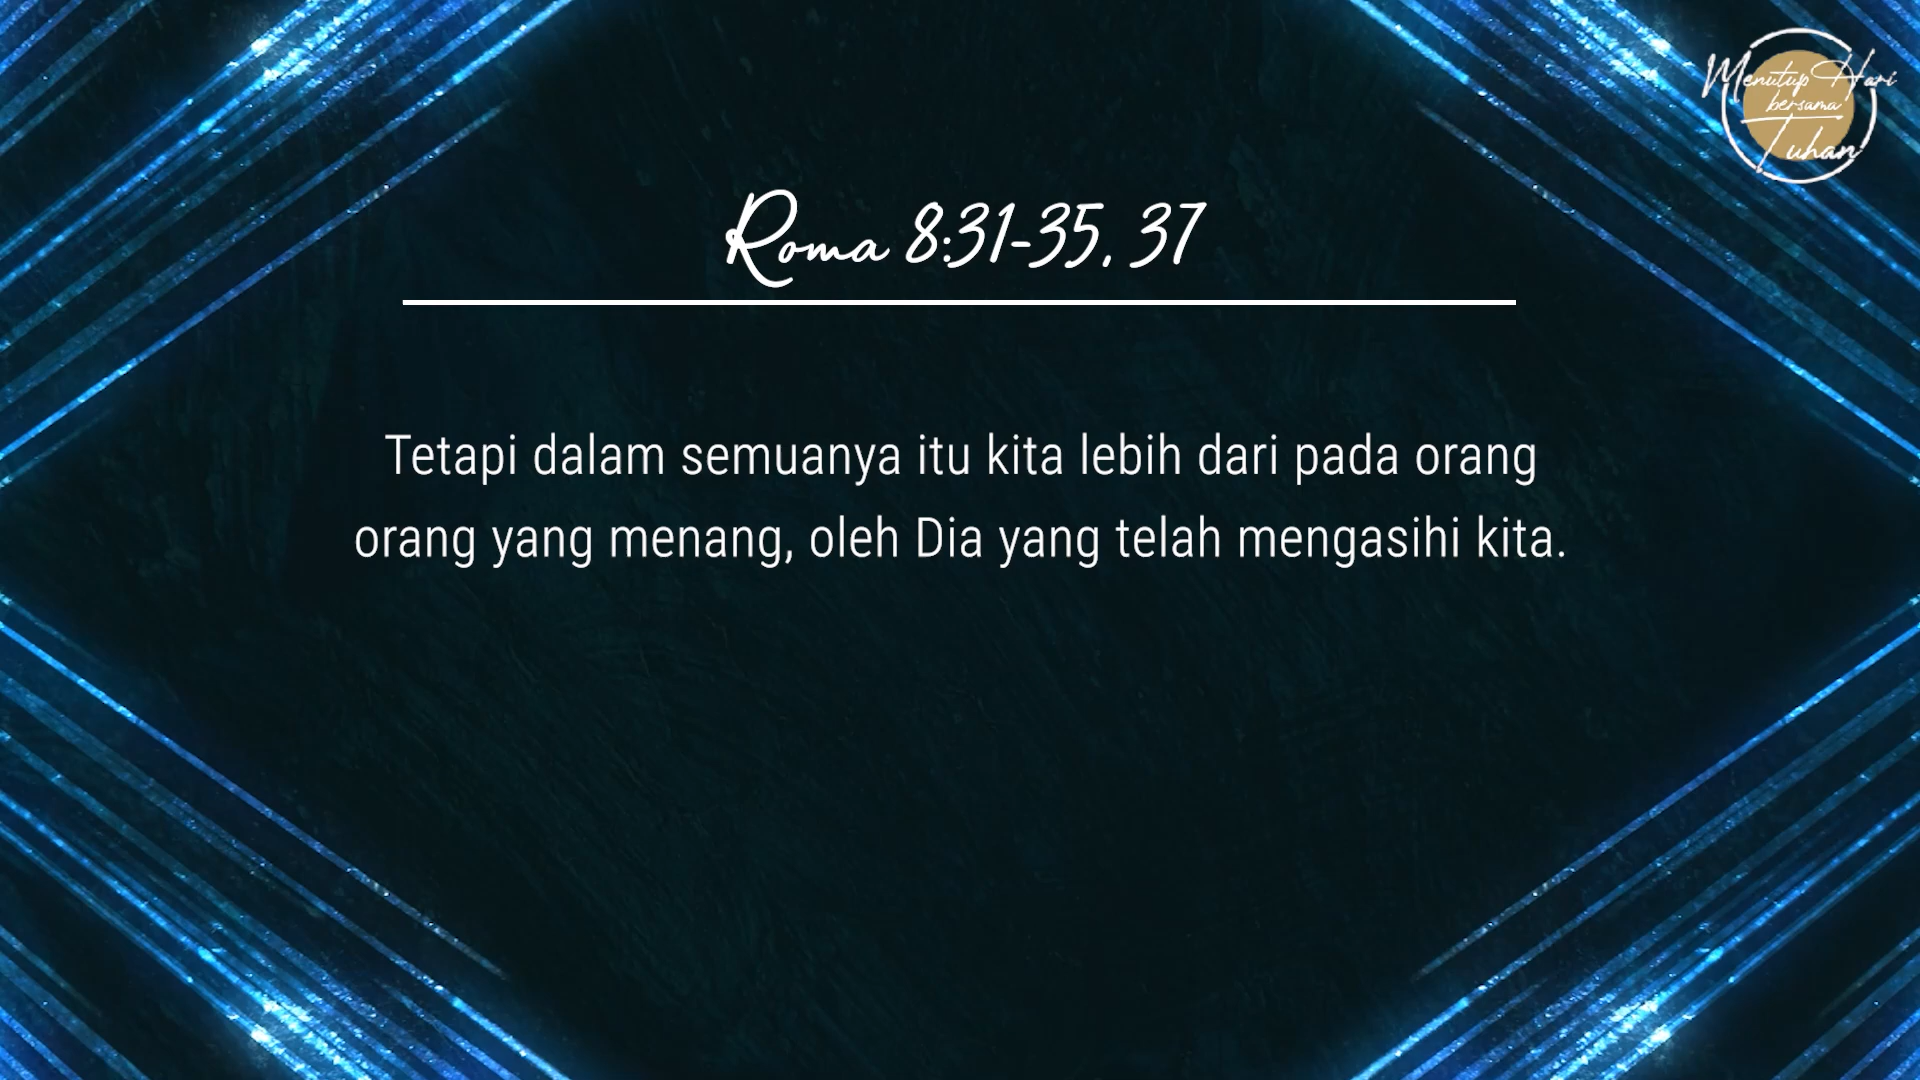 Menutup Hari
bersama
Tuhan
Roma 8:31-35, 37
Tetapi dalam semuanya itu kita lebih dari pada orang
orang yang menang, oleh Dia yang telah mengasihi kita.